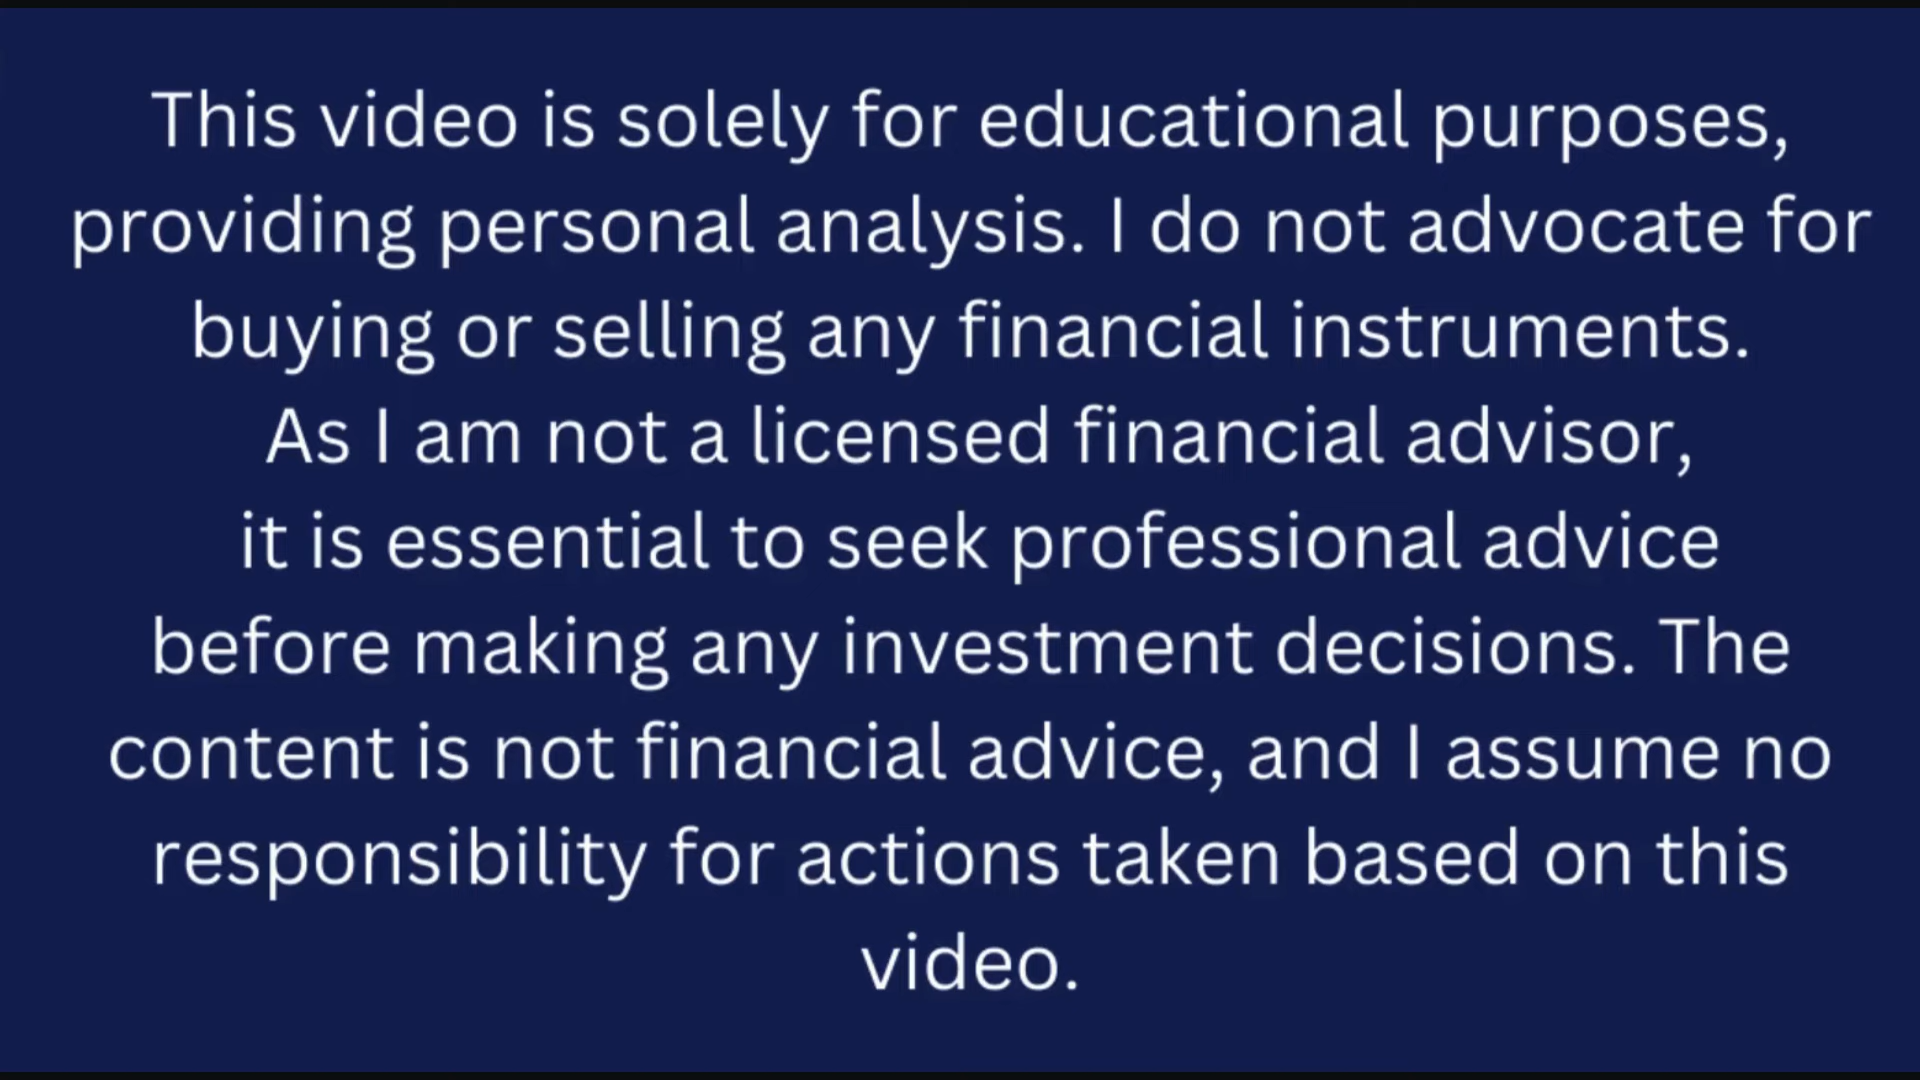 This video is solely for educational purposes,
providing personal analysis. I do not advocate for
buying or selling any financial instruments.
As I am not a licensed financial advisor,
it is essential to seek professional advice
before making any investment decisions. The
content is not financial advice, and I assume no
responsibility for actions taken based on this
video.